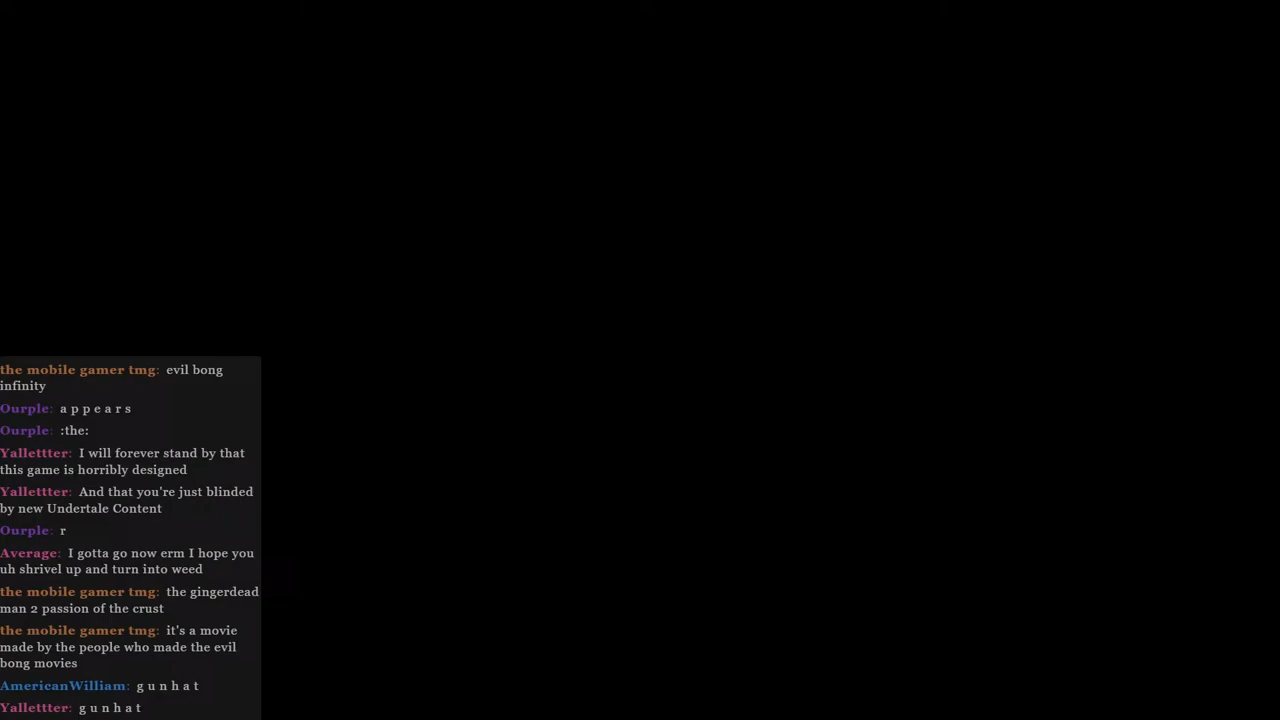 the mobile gamer tmg: evil bong
infinity
Ourple: a p p e a r s
Ourple: :the:
Yallettter: I will forever stand by that
this game is horribly designed
Yallettter: And that you're just blinded
by new Undertale Content
Ourple: r
Average: I gotta go now erm I hope you
uh shrivel up and turn into weed
the mobile gamer tmg: the gingerdead
man 2 passion of the crust
the mobile gamer tmg: it's a movie
made by the people who made the evil
bong movies
AmericanWilliam: g u n h a t
Yallettter: g u n h a t